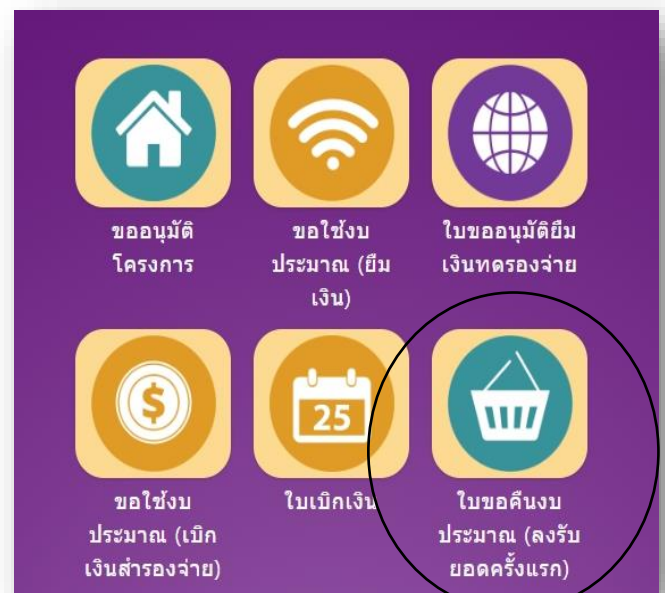 ขออนุมัติ
โครงการ
ขอใช้งบ
ประมาณ (ยืม
เงิน)
ใบขออนุมัติยืม
เงินทดรองจ่าย
$
25
ขอใช้งบ
ประมาณ (เบิก
เงินสำรองจ่าย)
ใบเบิกเงิน
ใบขอคืนงบ
ประมาณ (ลงรับ
ยอดครั้งแรก)